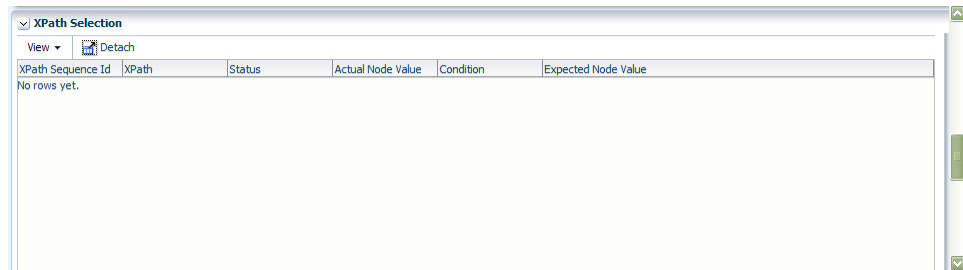 XPath Selection
View Detach
XPath Sequence Id XPath Status Actual Node Value Condition Expected Node Value
No rows yet.